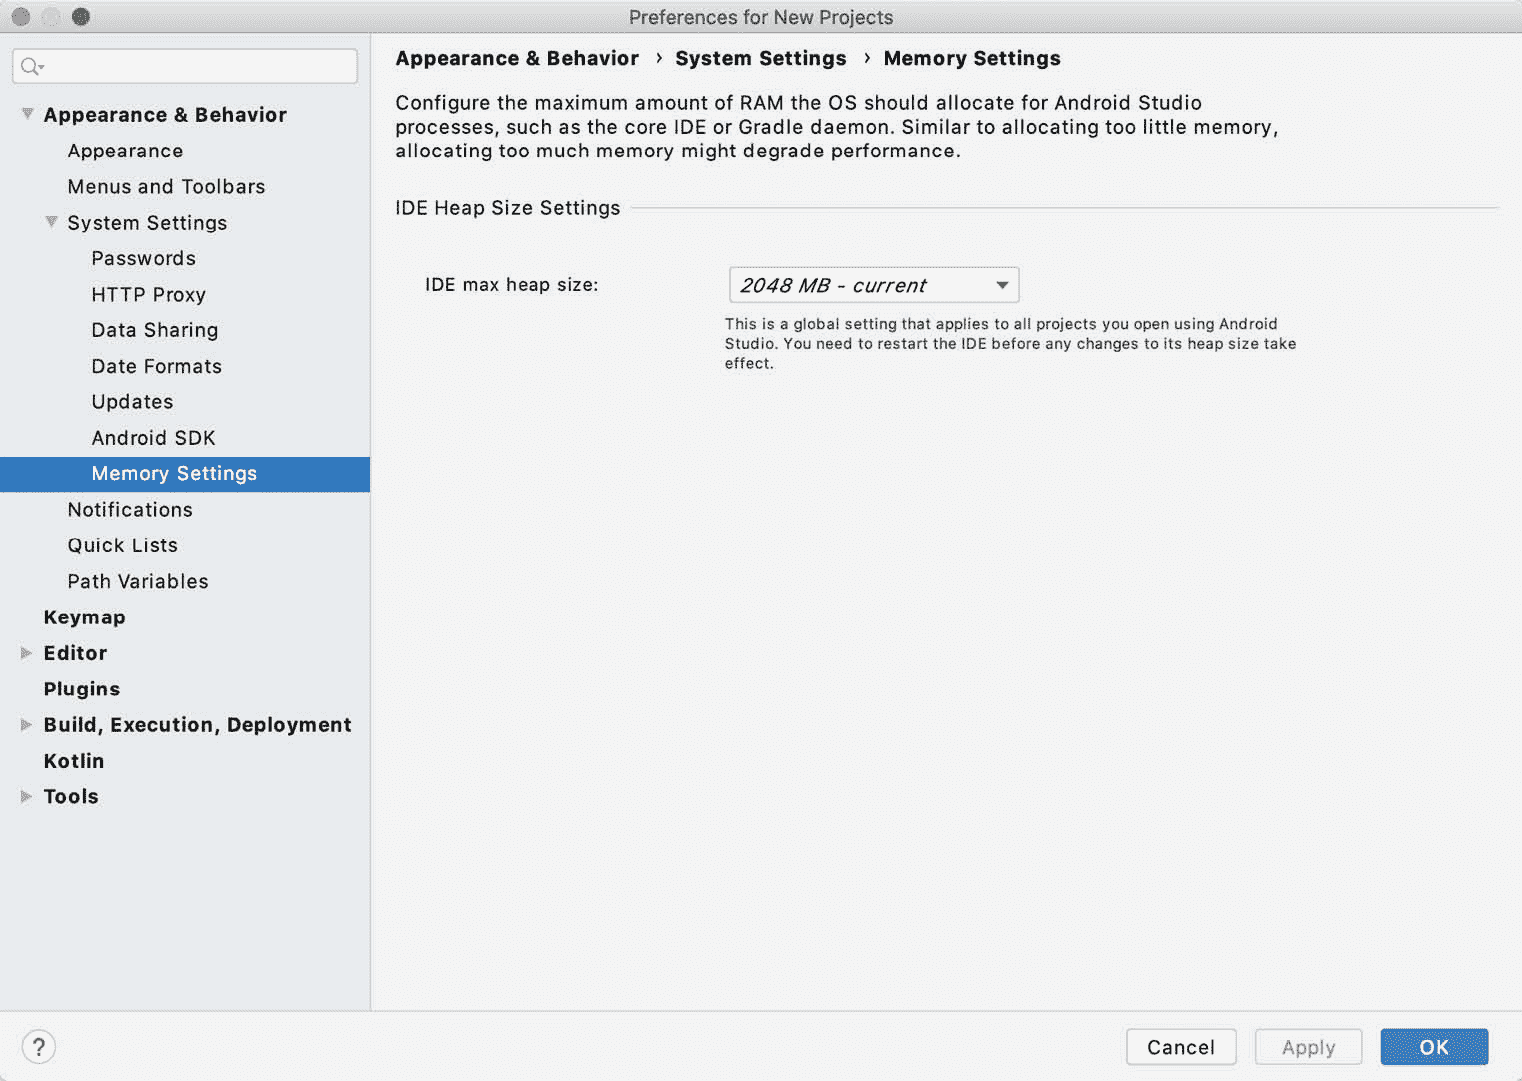 Preferences for New Projects
Appearance & Behavior
Appearance
Menus and Toolbars
System Settings
Passwords
HTTP Proxy
Data Sharing
Date Formats
Updates
Android SDK
Memory Settings
Notifications
Quick Lists
Path Variables
Keymap
Editor
Plugins
Build, Execution, Deployment
Kotlin
Tools
Appearance & Behavior › System Settings › Memory Settings
Configure the maximum amount of RAM the OS should allocate for Android Studio
processes, such as the core IDE or Gradle daemon. Similar to allocating too little memory,
allocating too much memory might degrade performance.
IDE Heap Size Settings
IDE max heap size: 2048 MB - current
This is a global setting that applies to all projects you open using Android
Studio. You need to restart the IDE before any changes to its heap size take
effect.
? Cancel Apply OK